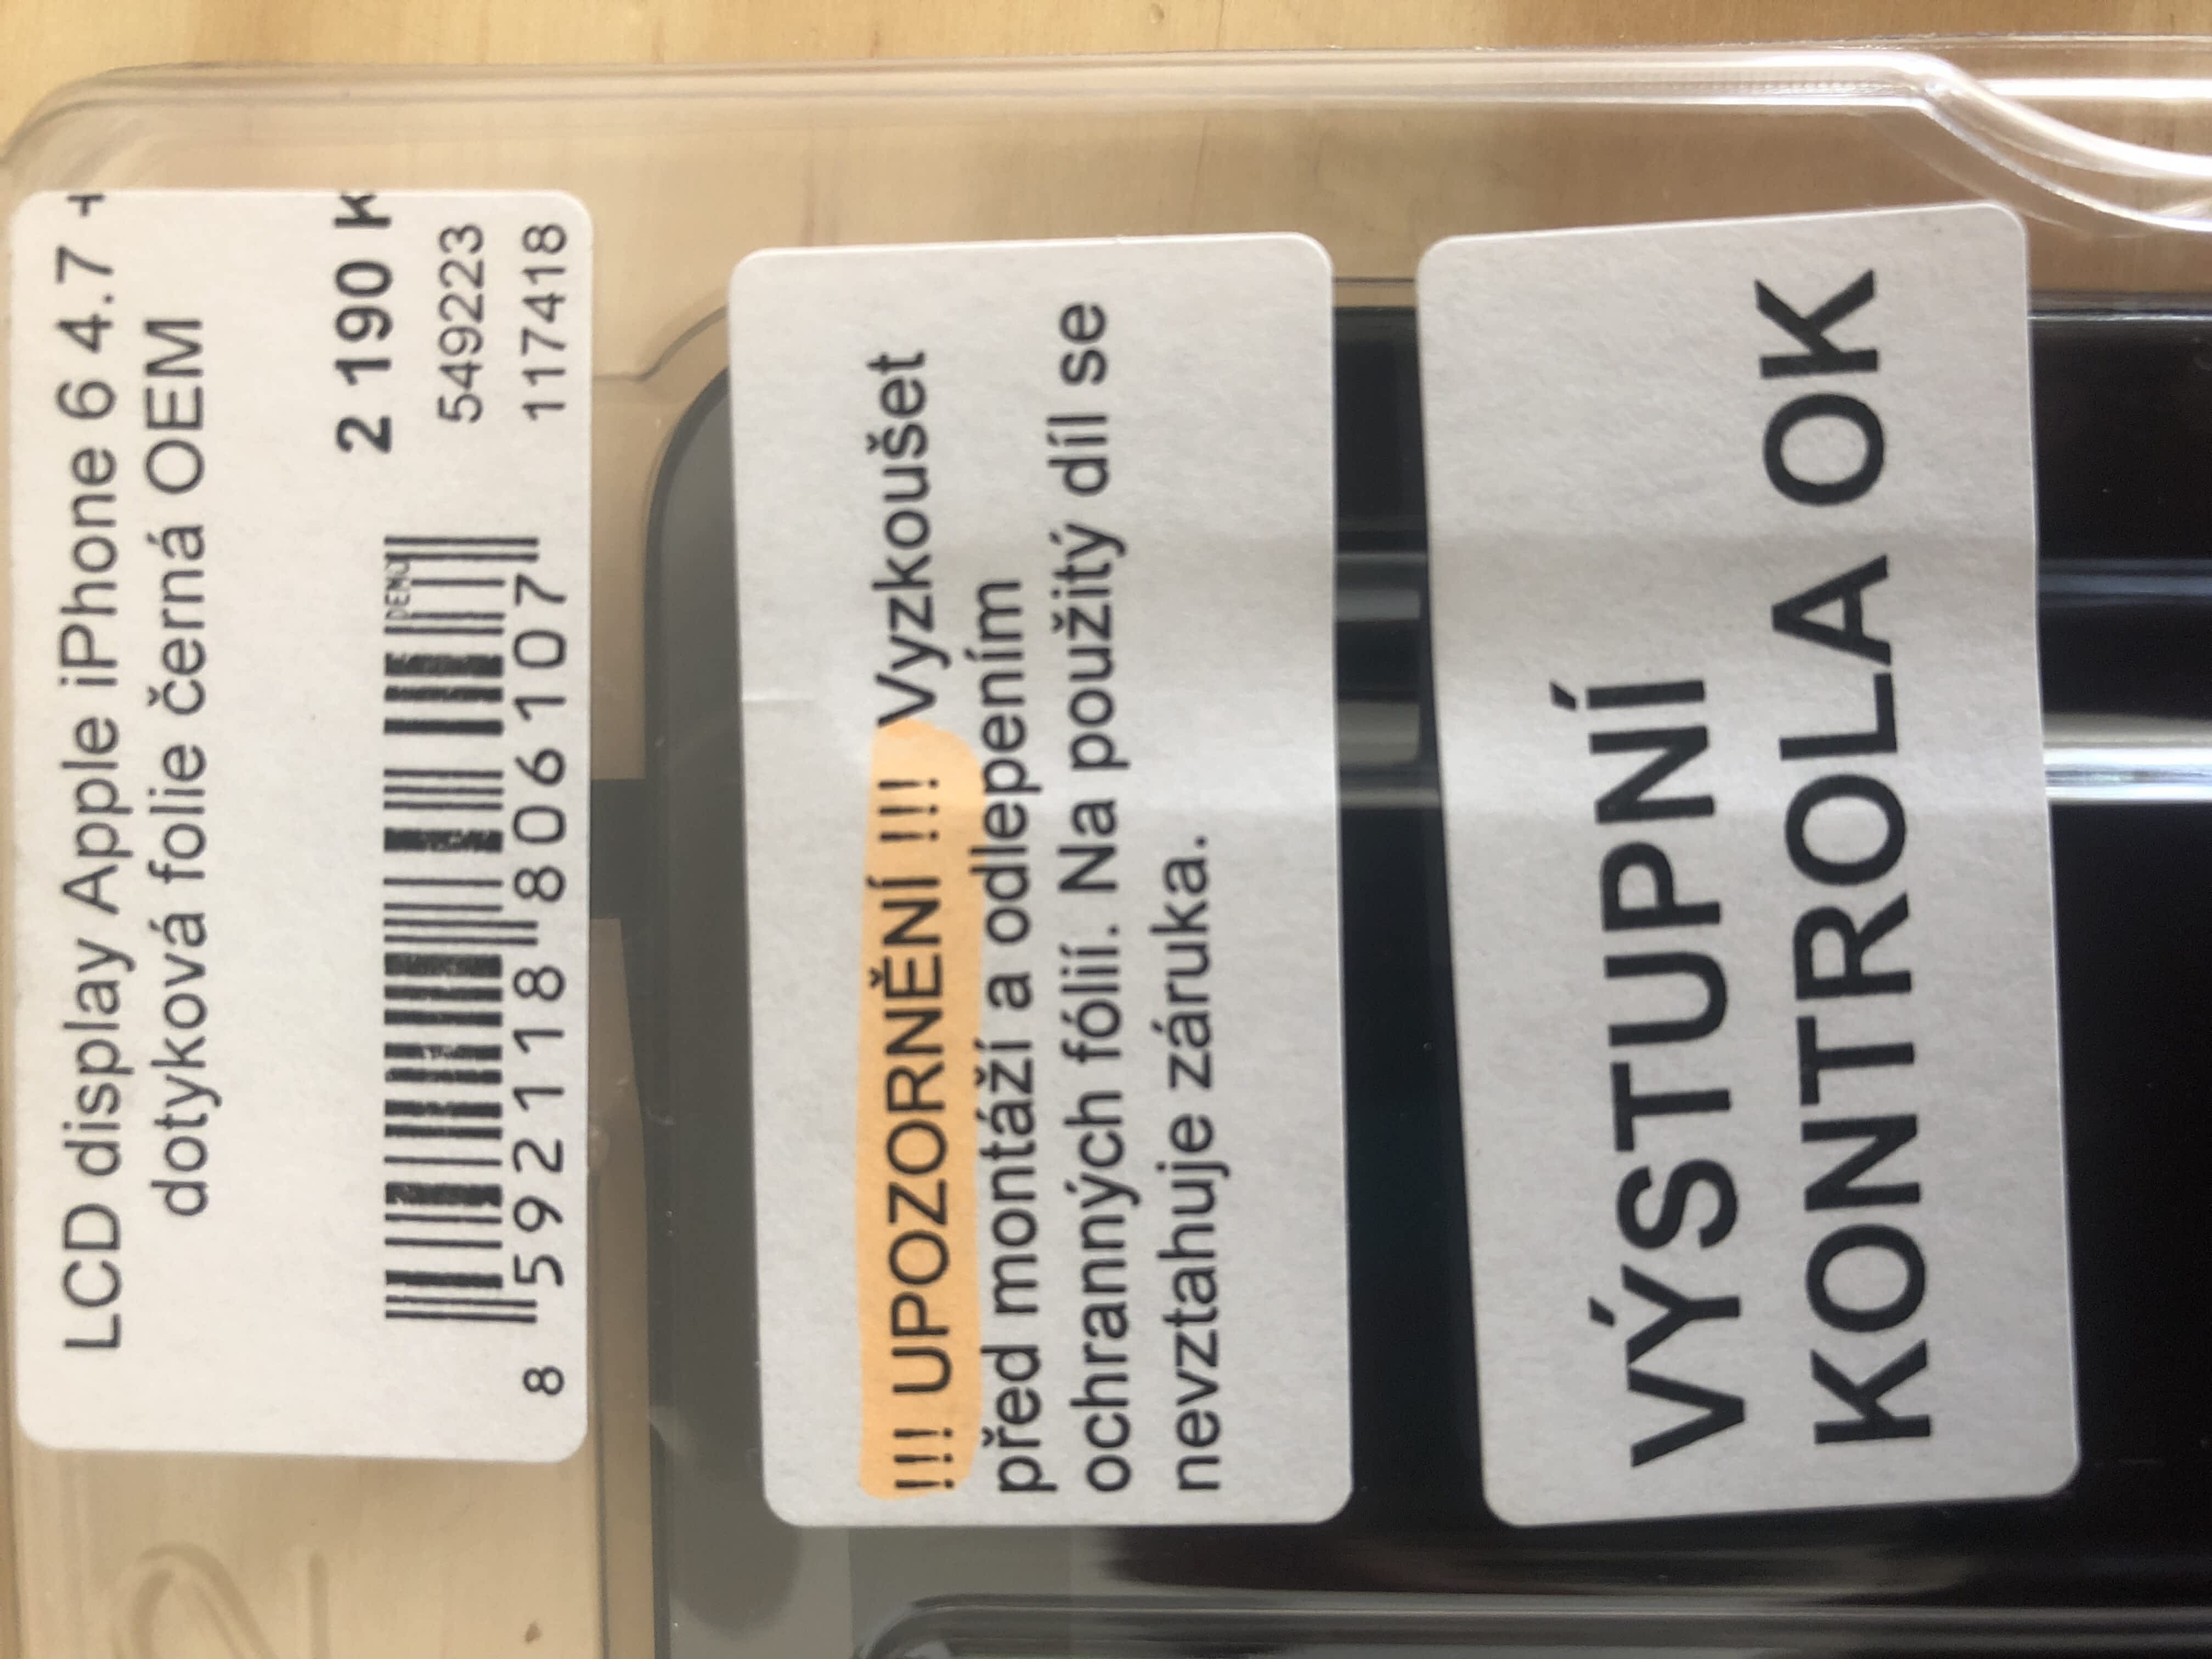 LCD display Apple iPhone 6 4.7 +
dotyková folie černá OEM
2 190 K
549223
117418
8 592118 806107
!!! UPOZORNĚNÍ !!! Vyzkoušet
před montáží a odlepením
ochranných fólií. Na použitý díl se
nevztahuje záruka.
VÝSTUPNÍ
KONTROLA OK